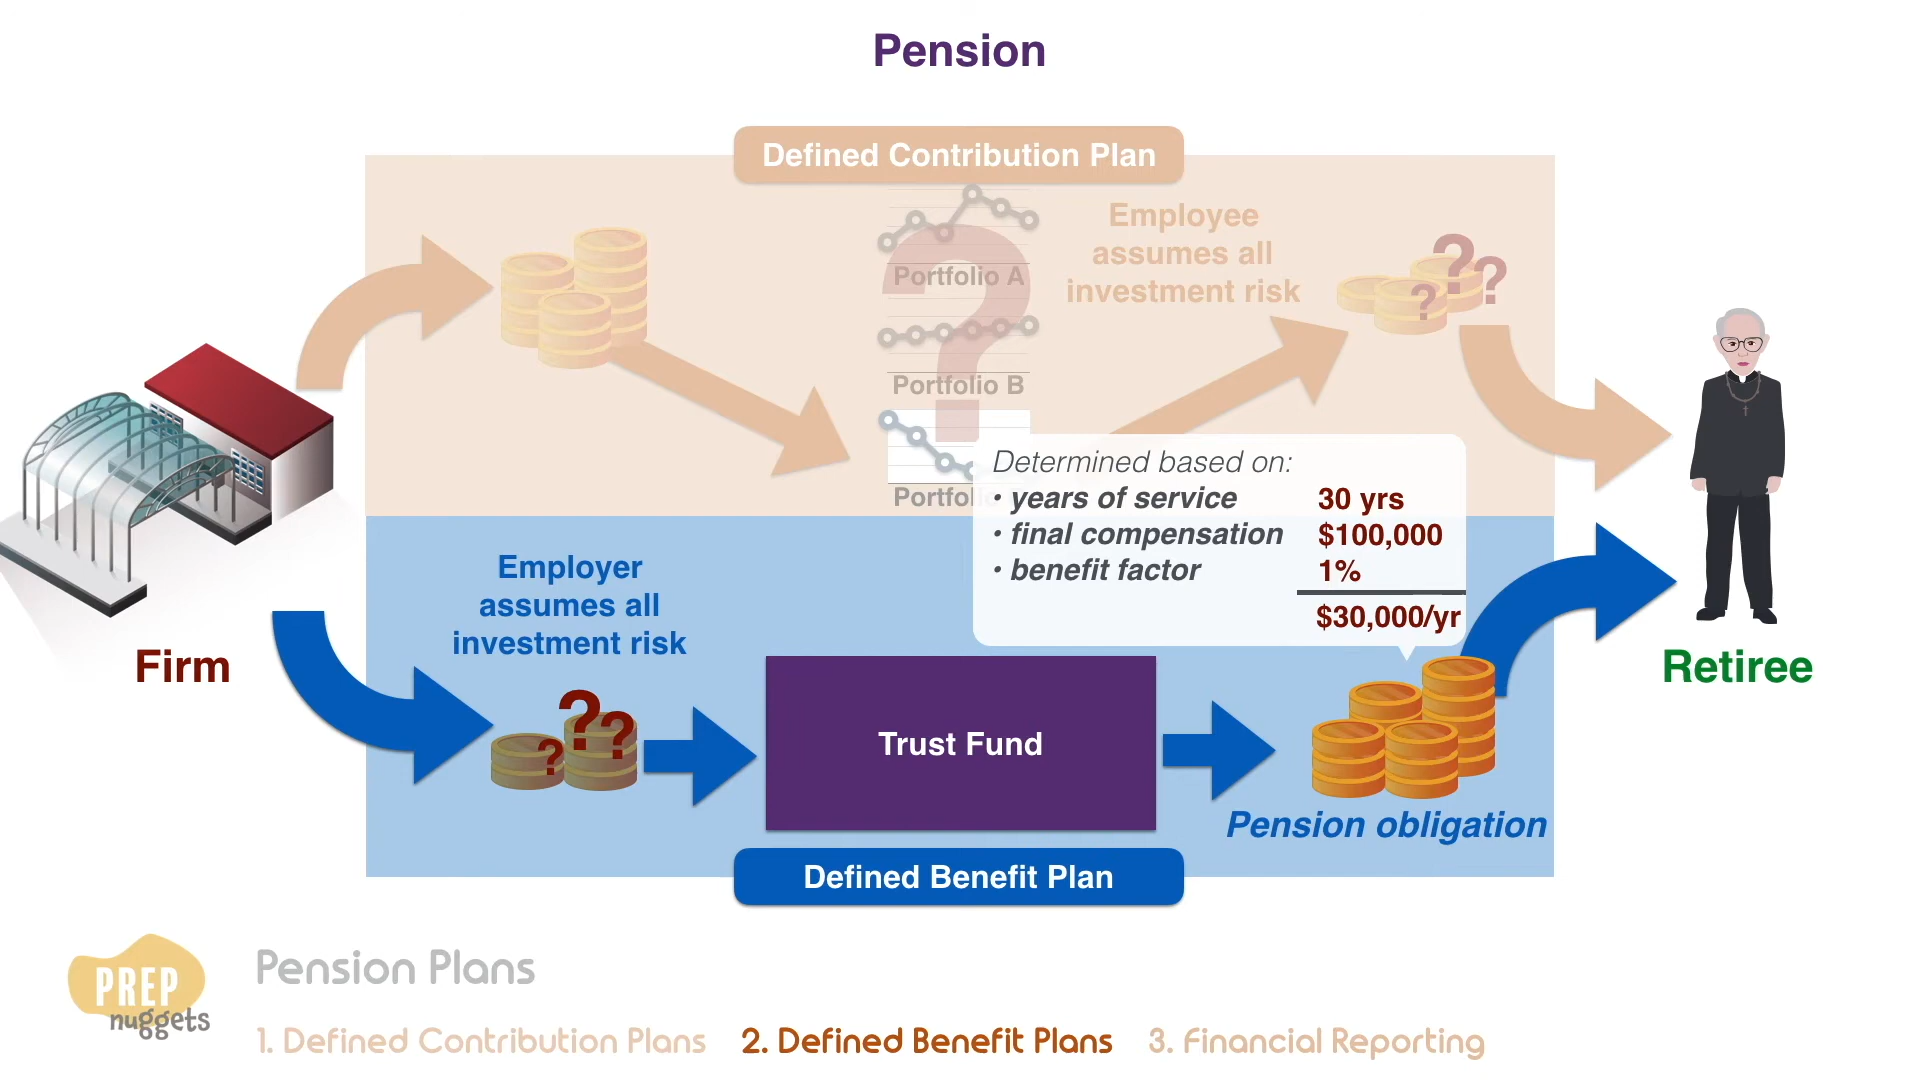 Pension
Defined Contribution Plan
Employee
assumes all
investment risk
Portfolio A
Portfolio B
? ? ? ?
Determined based on:
• years of service 30 yrs
• final compensation $100,000
• benefit factor 1%
$30,000/yr
Employer
assumes all
investment risk
Firm
Retiree
? ? ?
Trust Fund
Pension obligation
Defined Benefit Plan
PREP
nuggets
Pension Plans
1. Defined Contribution Plans 2. Defined Benefit Plans 3. Financial Reporting